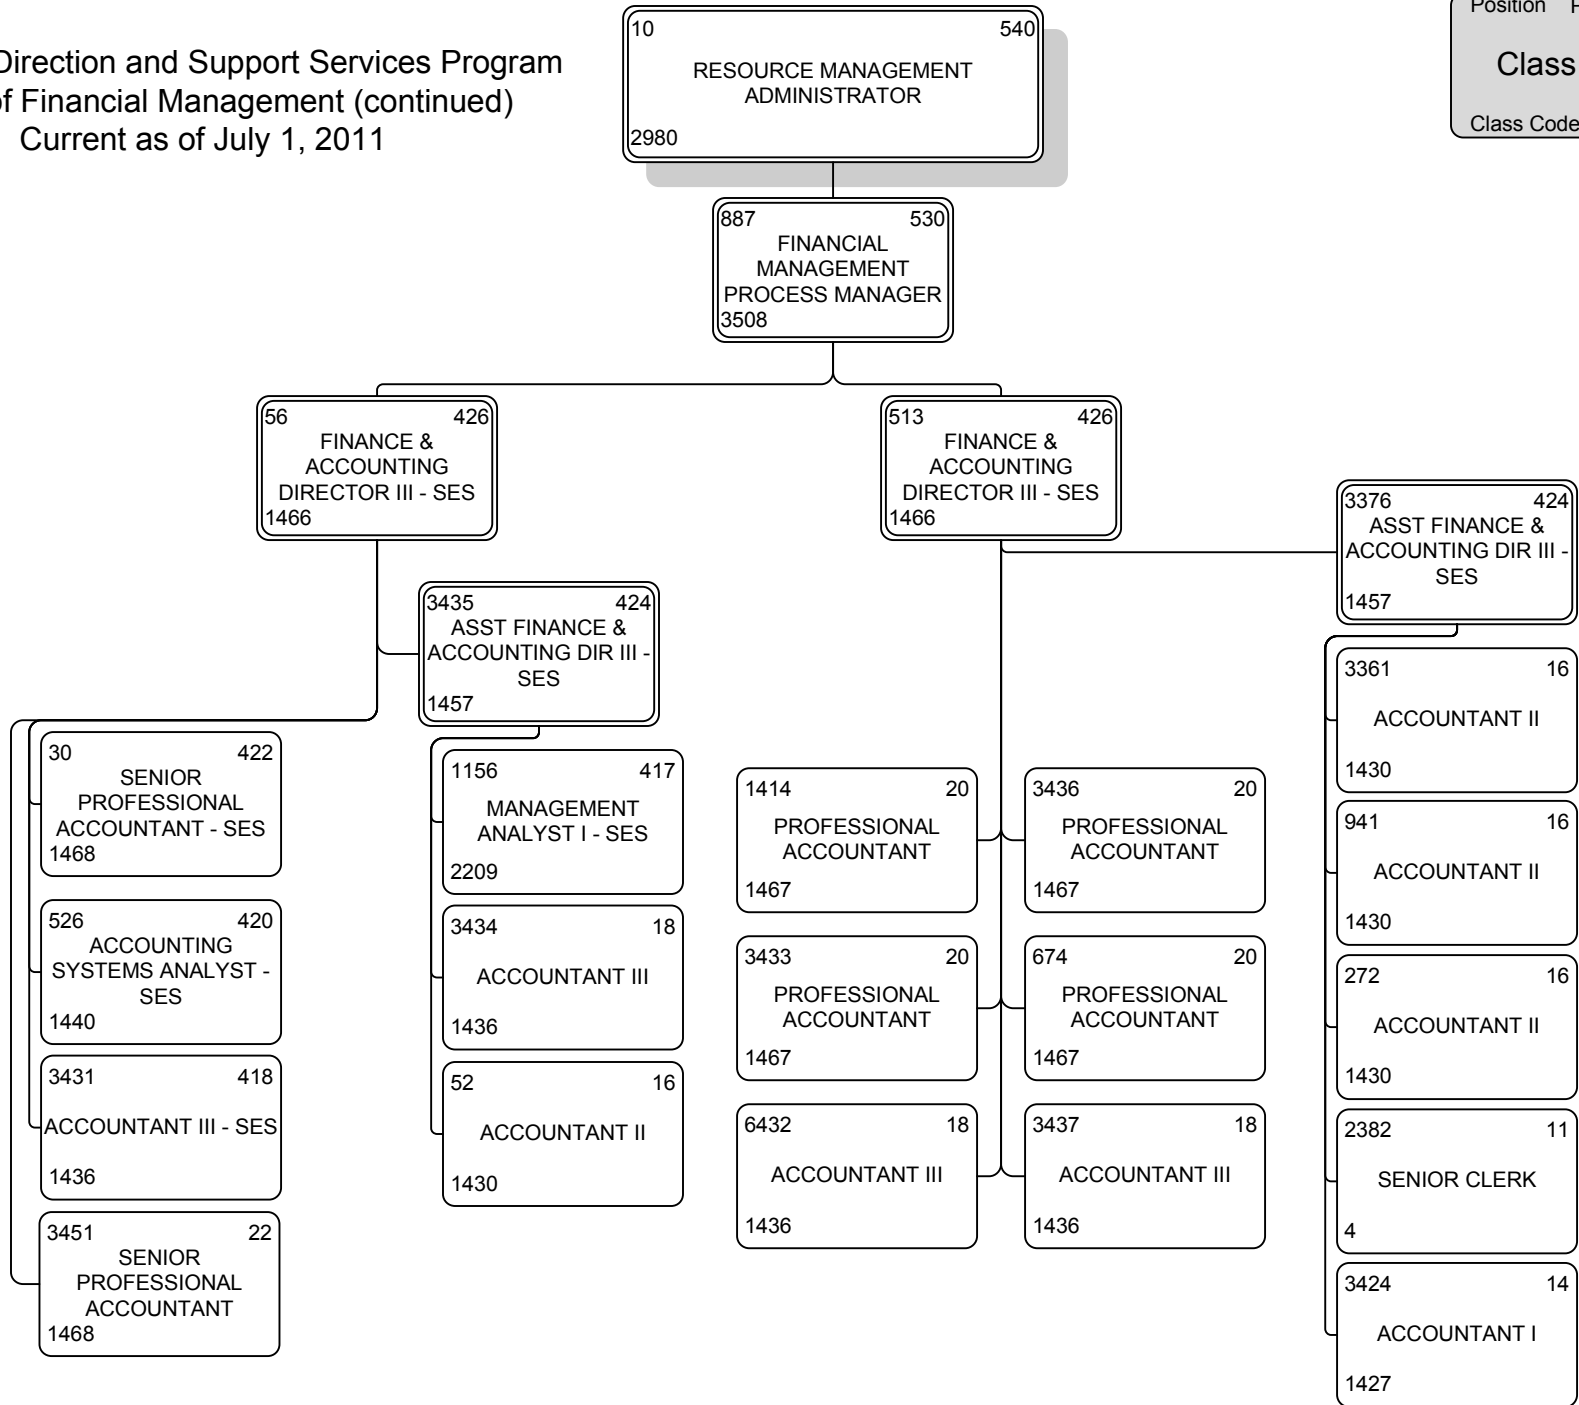 Direction and Support Services Program
of Financial Management (continued)
Current as of July 1, 2011
Position
Class
Class Code
10 540
RESOURCE MANAGEMENT
ADMINISTRATOR
2980
887 530
FINANCIAL
MANAGEMENT
PROCESS MANAGER
3508
56 426
FINANCE &
ACCOUNTING
DIRECTOR III - SES
1466
513 426
FINANCE &
ACCOUNTING
DIRECTOR III - SES
1466
3376 424
ASST FINANCE &
ACCOUNTING DIR III -
SES
1457
3435 424
ASST FINANCE &
ACCOUNTING DIR III -
SES
1457
30 422
SENIOR
PROFESSIONAL
ACCOUNTANT - SES
1468
526 420
ACCOUNTING
SYSTEMS ANALYST -
SES
1440
3431 418
ACCOUNTANT III - SES
1436
3451 22
SENIOR
PROFESSIONAL
ACCOUNTANT
1468
1156 417
MANAGEMENT
ANALYST I - SES
2209
3434 18
ACCOUNTANT III
1436
52 16
ACCOUNTANT II
1430
1414 20
PROFESSIONAL
ACCOUNTANT
1467
3436 20
PROFESSIONAL
ACCOUNTANT
1467
3433 20
PROFESSIONAL
ACCOUNTANT
1467
674 20
PROFESSIONAL
ACCOUNTANT
1467
6432 18
ACCOUNTANT III
1436
3437 18
ACCOUNTANT III
1436
3361 16
ACCOUNTANT II
1430
941 16
ACCOUNTANT II
1430
272 16
ACCOUNTANT II
1430
2382 11
SENIOR CLERK
4
3424 14
ACCOUNTANT I
1427